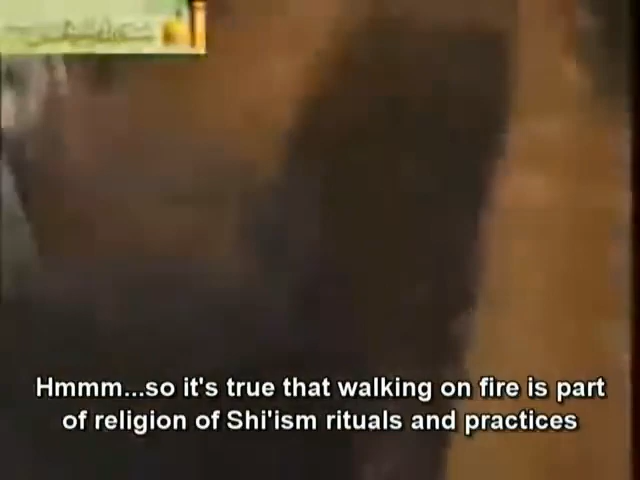 Hmmm...so it's true that walking on fire is part
of religion of Shi'ism rituals and practices